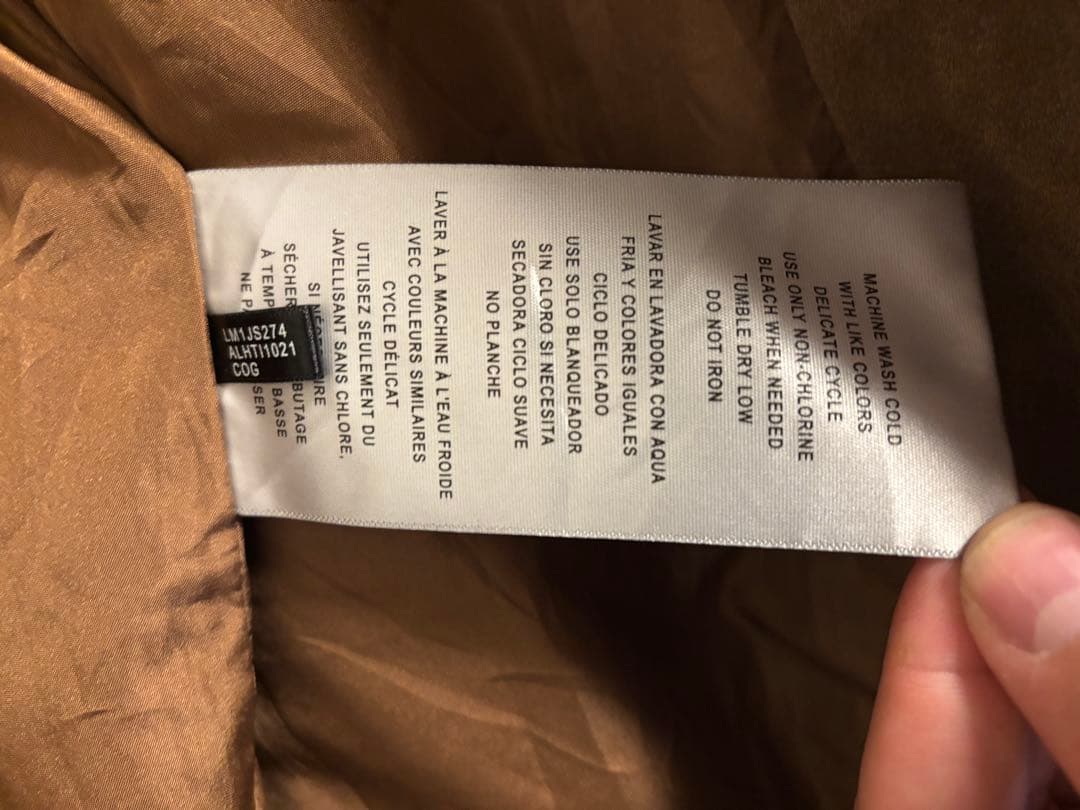 MACHINE WASH COLD
WITH LIKE COLORS
DELICATE CYCLE
USE ONLY NON-CHLORINE
BLEACH WHEN NEEDED
TUMBLE DRY LOW
DO NOT IRON
LAVAR EN LAVADORA CON AQUA
FRIA Y COLORES IGUALES
CICLO DELICADO
USE SOLO BLANQUEADOR
SIN CLORO SI NECESITA
SECADORA CICLO SUAVE
NO PLANCHE
LAVER À LA MACHINE À L'EAU FROIDE
AVEC COULEURS SIMILAIRES
CYCLE DÉLICAT
UTILISEZ SEULEMENT DU
JAVELLISANT SANS CHLORE,
SI
SÉCHER
À BASSE
NE
LM1JS274
ALHTI1021
COG